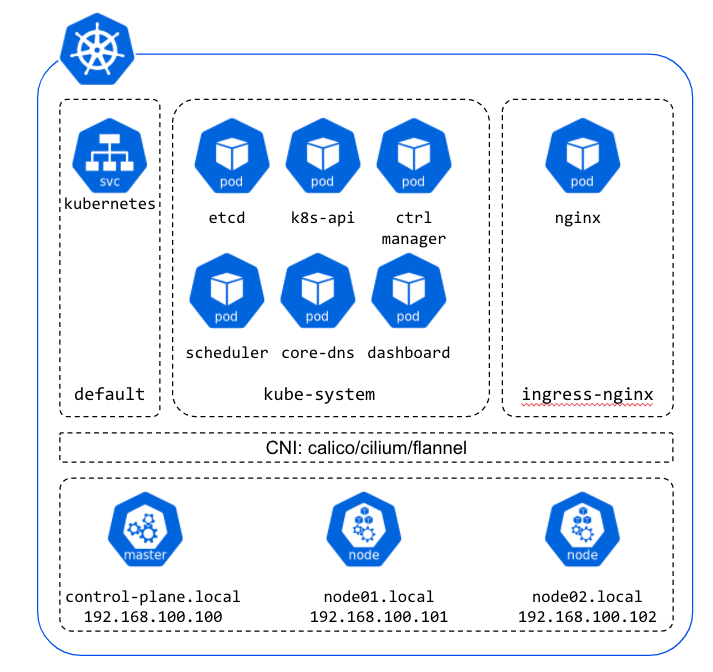 svc
kubernetes
default
pod
pod
pod
etcd
k8s-api
ctrl
manager
pod
pod
pod
scheduler
core-dns
dashboard
kube-system
pod
nginx
ingress-nginx
CNI: calico/cilium/flannel
master
control-plane.local
192.168.100.100
node
node01.local
192.168.100.101
node
node02.local
192.168.100.102